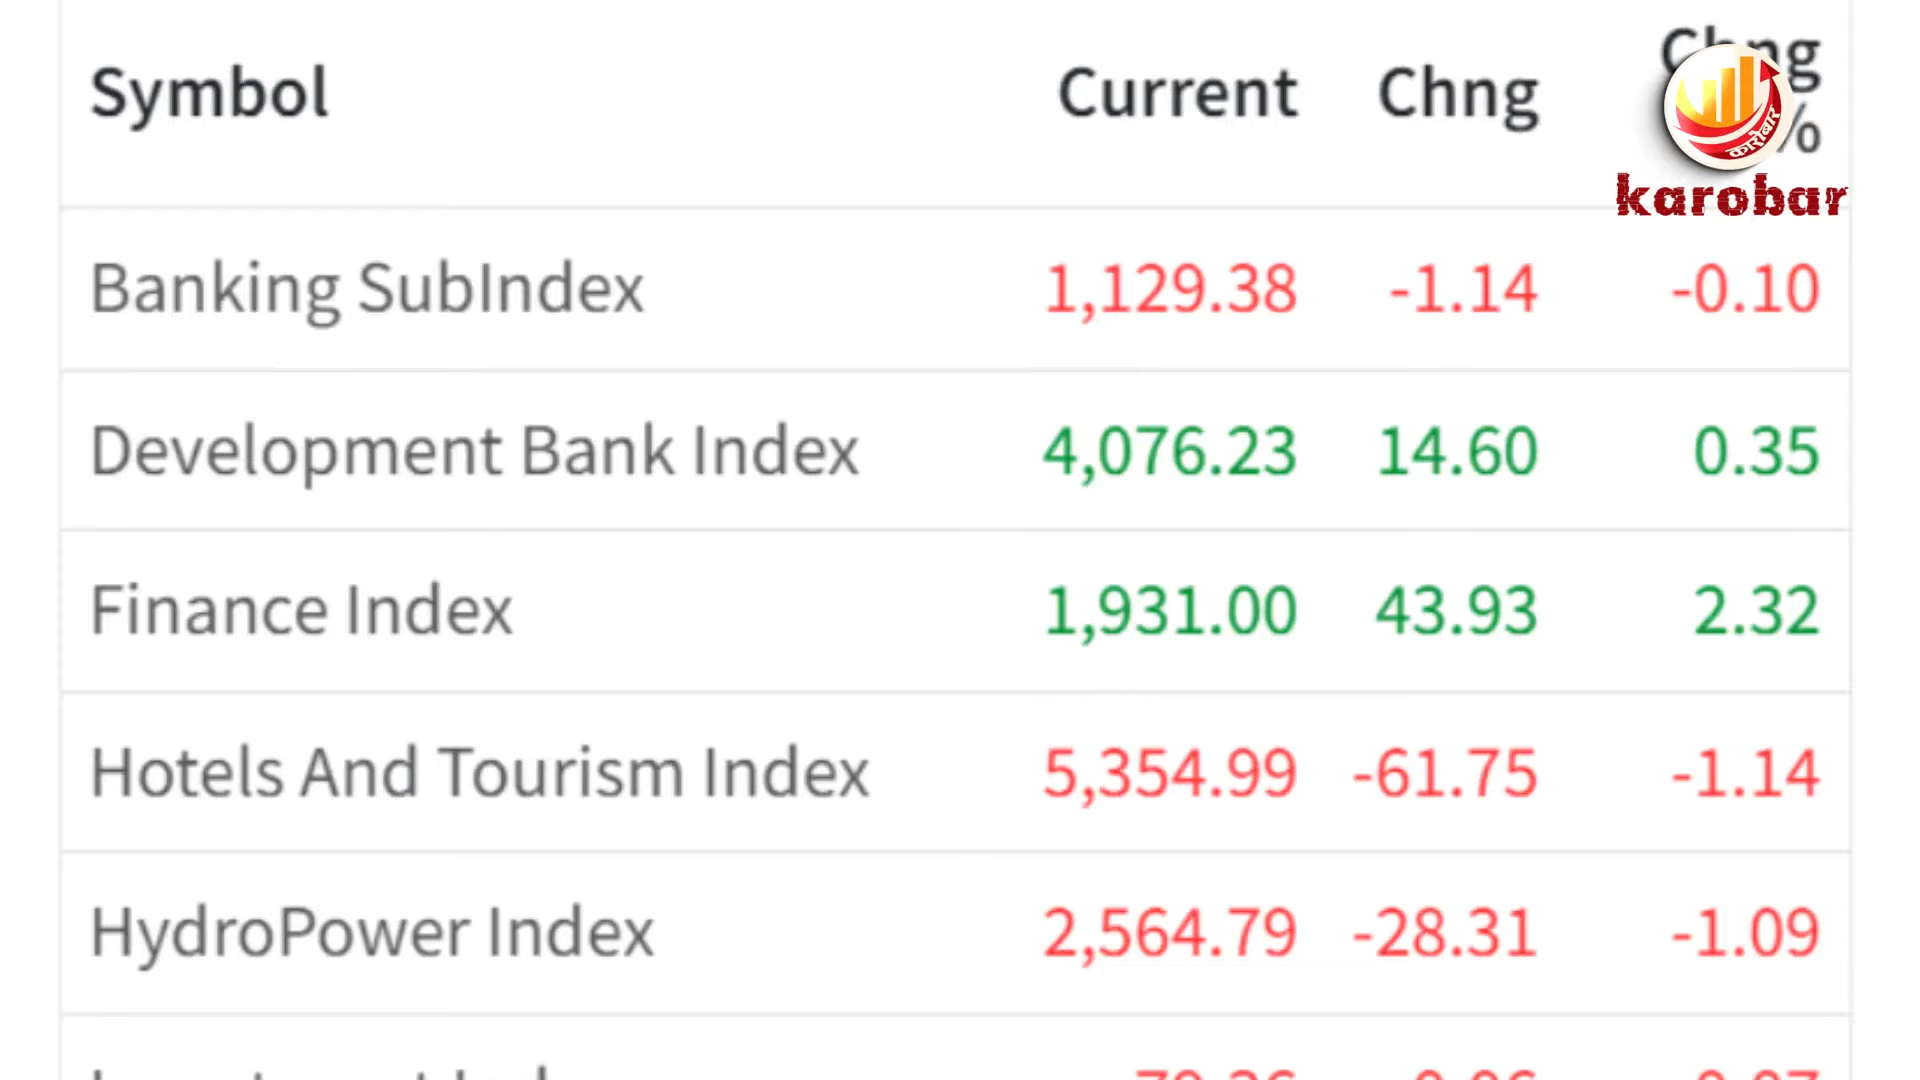 Symbol Current Chng Chng %
कारोबार
karobar
Banking SubIndex 1,129.38 -1.14 -0.10
Development Bank Index 4,076.23 14.60 0.35
Finance Index 1,931.00 43.93 2.32
Hotels And Tourism Index 5,354.99 -61.75 -1.14
HydroPower Index 2,564.79 -28.31 -1.09